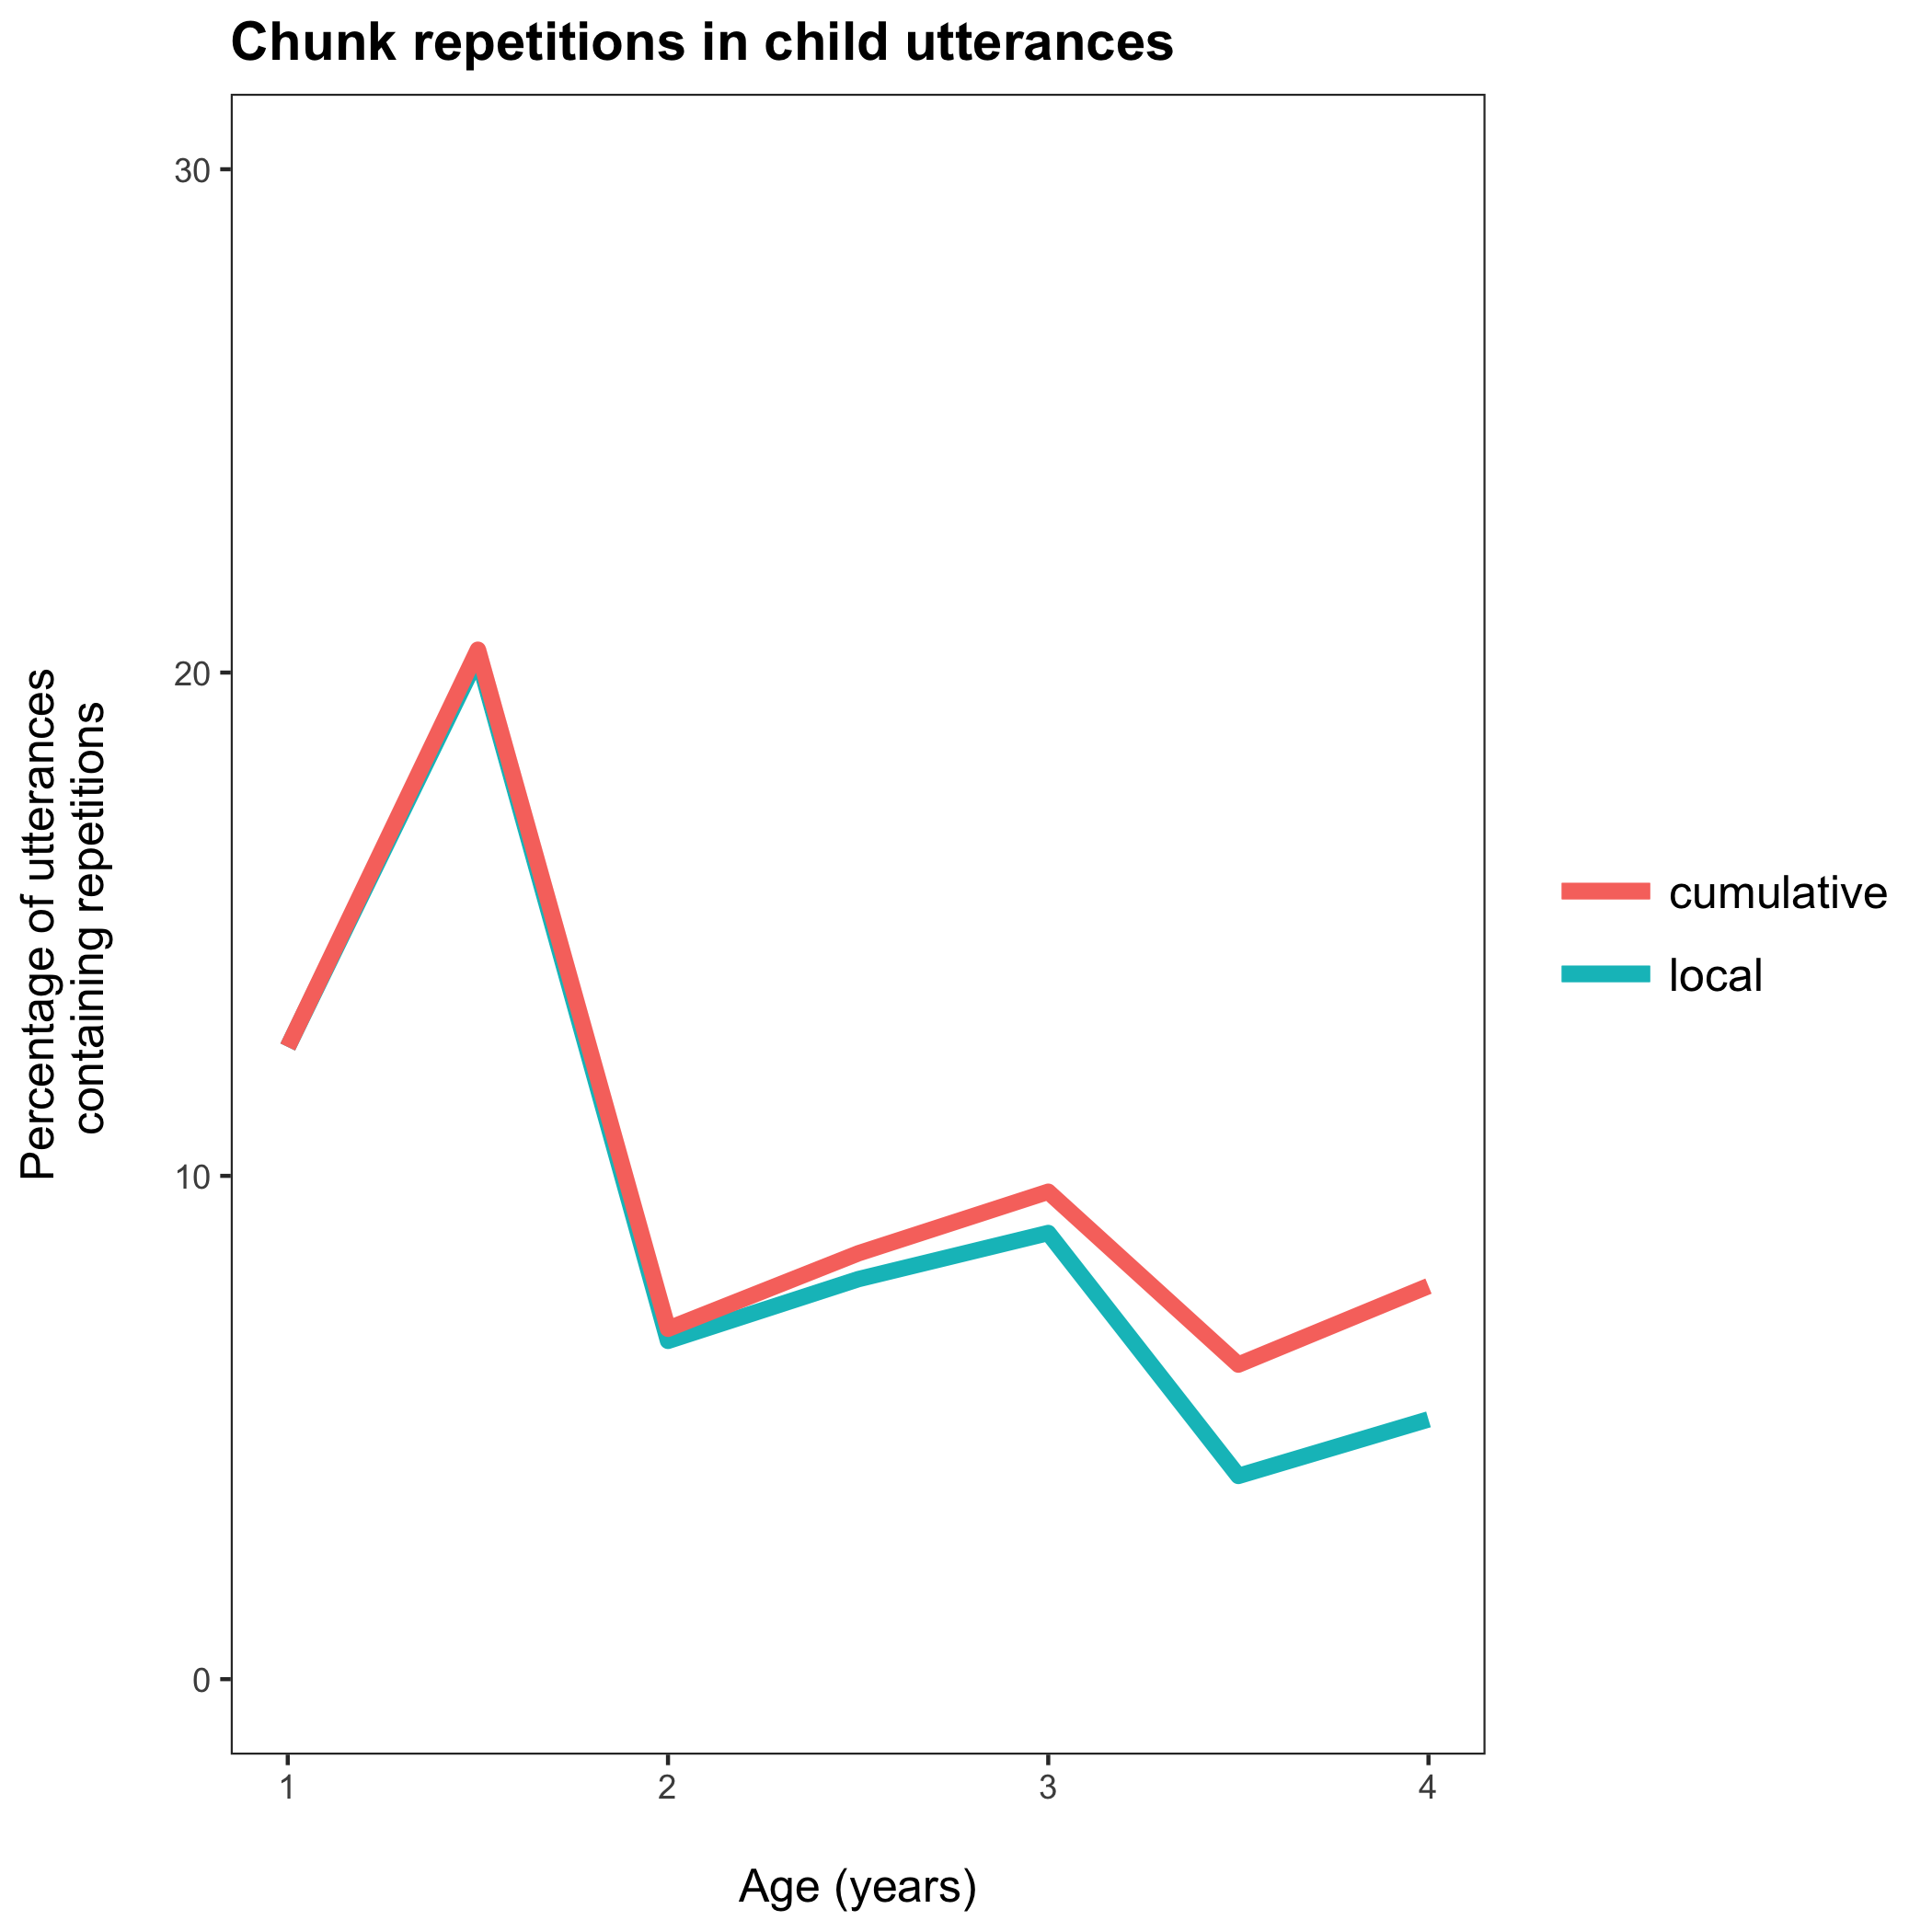 Chunk repetitions in child utterances
Percentage of utterances
containing repetitions
30
20
10
0
1
2
3
4
Age (years)
cumulative
local